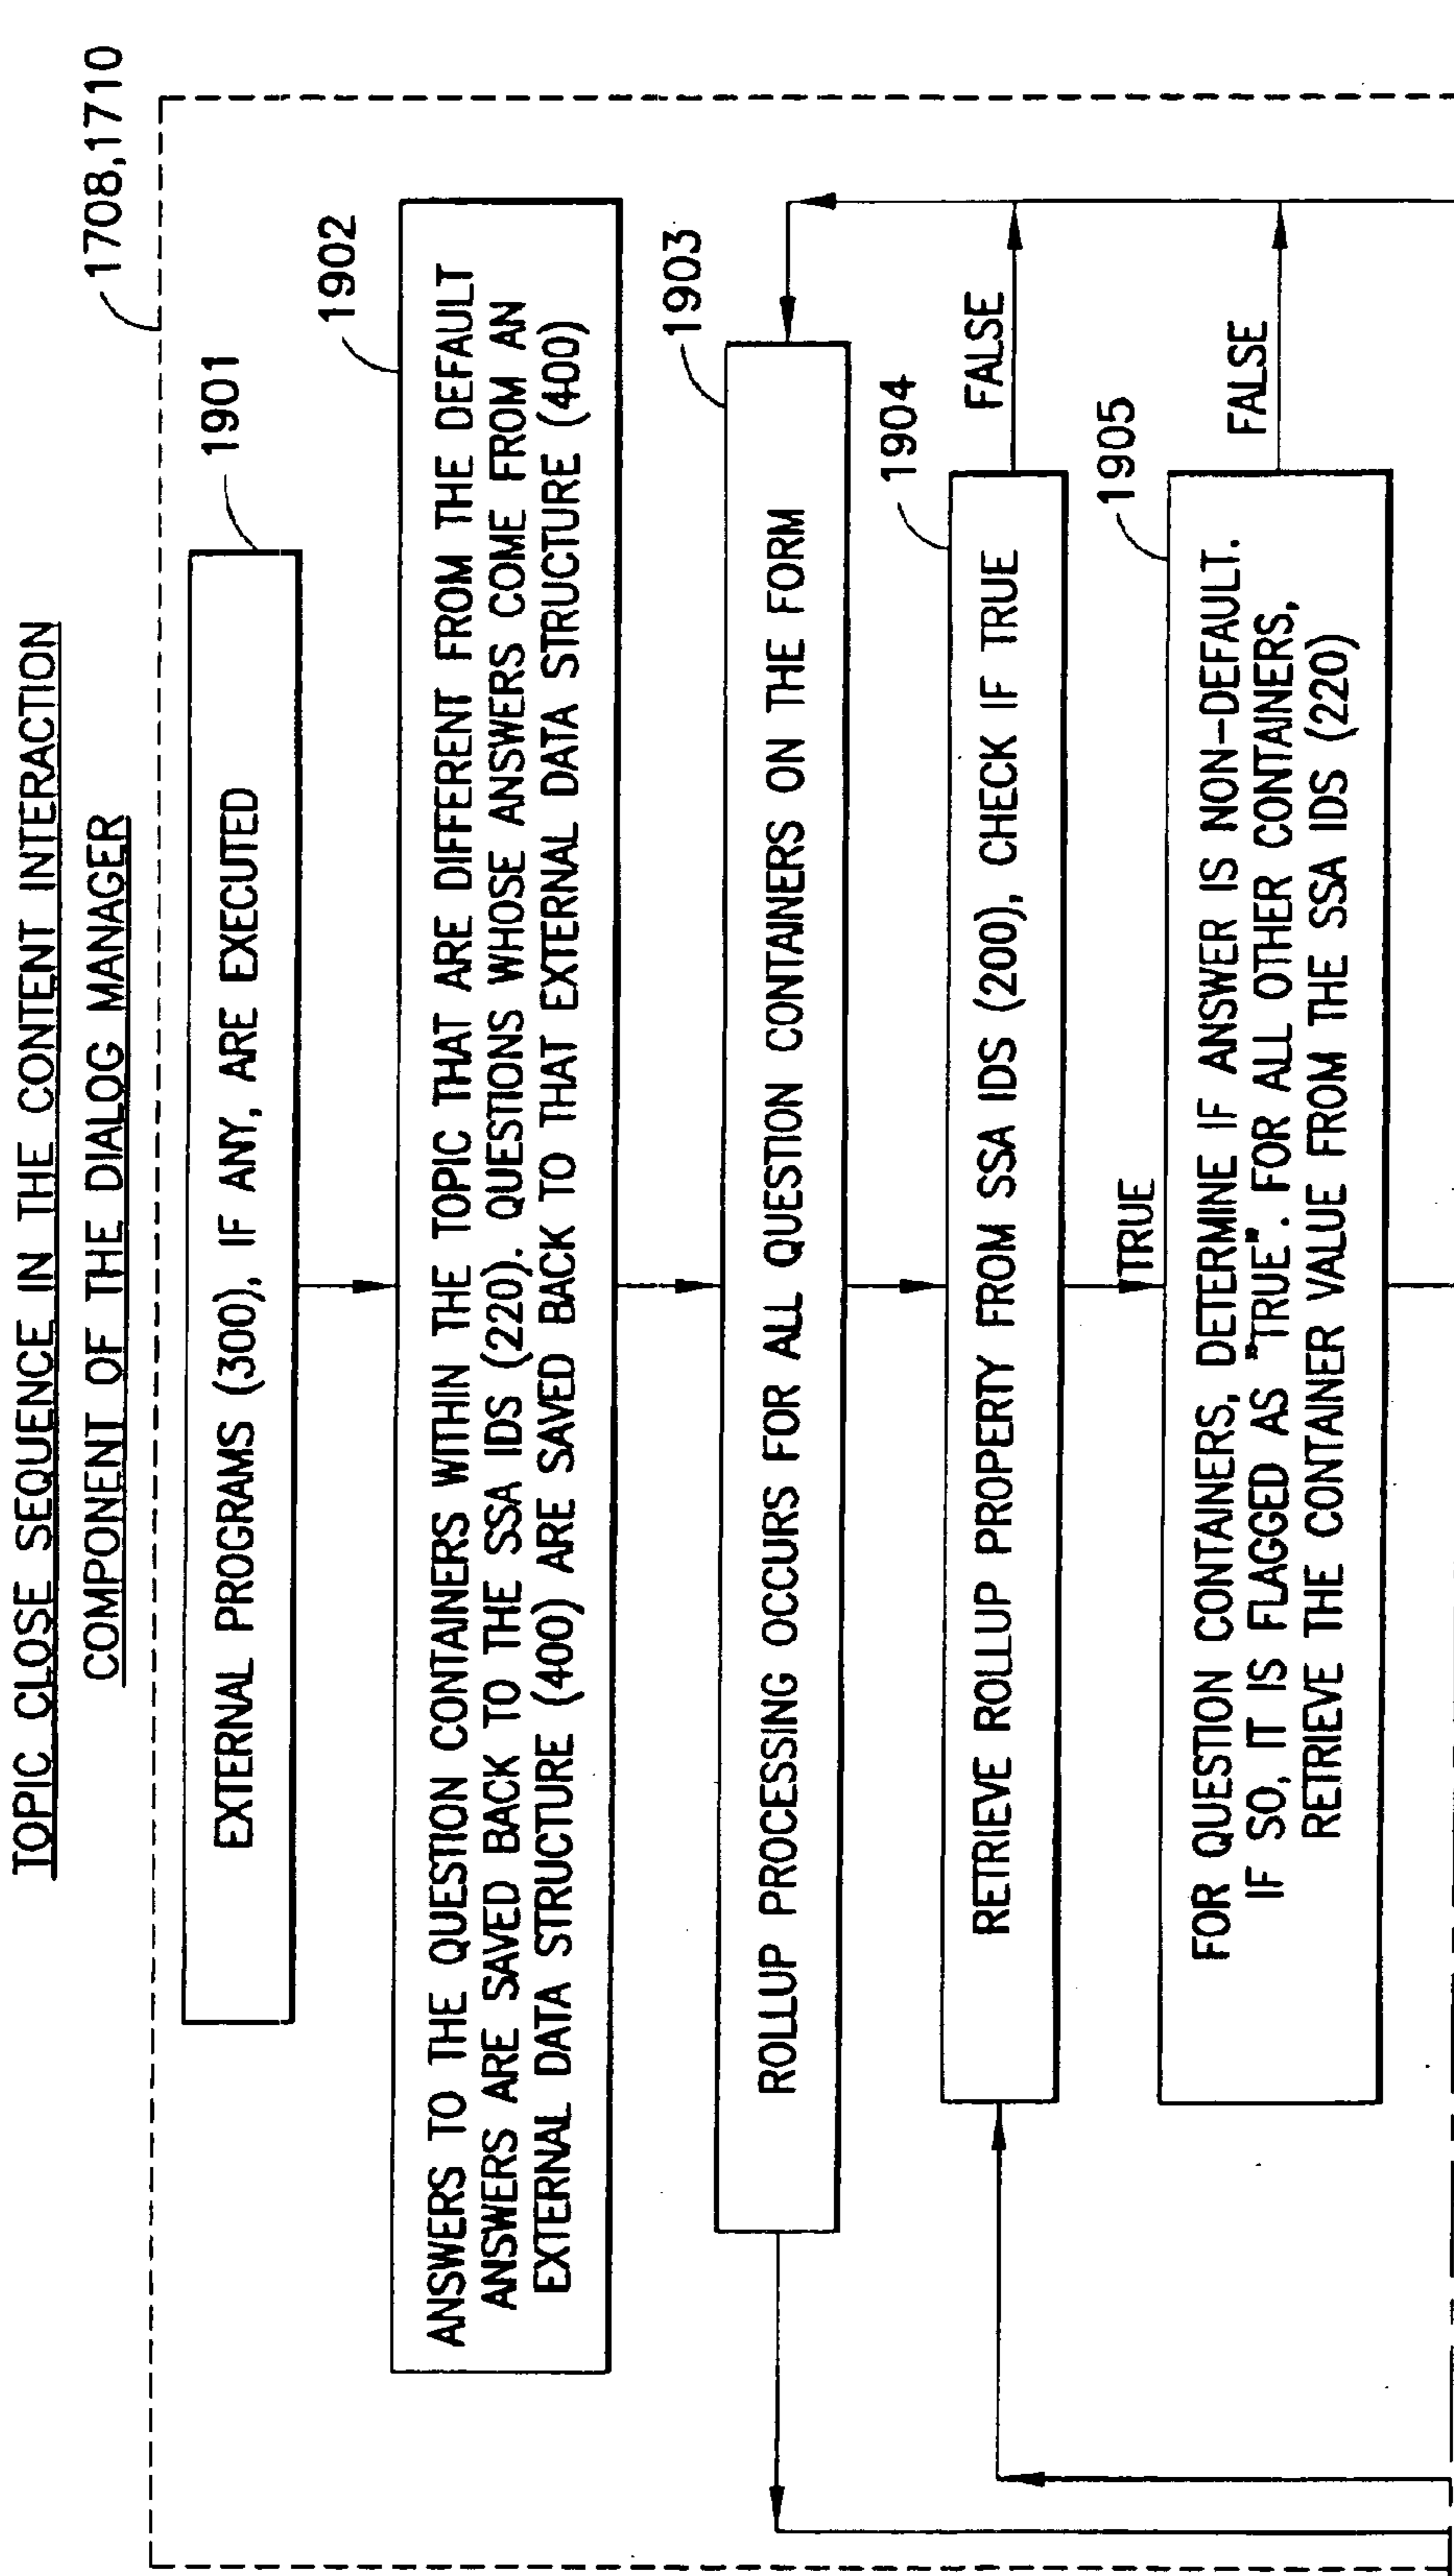 TOPIC CLOSE SEQUENCE IN THE CONTENT INTERACTION
COMPONENT OF THE DIALOG MANAGER
1708,1710
1901
EXTERNAL PROGRAMS (300), IF ANY, ARE EXECUTED
1902
ANSWERS TO THE QUESTION CONTAINERS WITHIN THE TOPIC THAT ARE DIFFERENT FROM THE DEFAULT
ANSWERS ARE SAVED BACK TO THE SSA IDS (220). QUESTIONS WHOSE ANSWERS COME FROM AN
EXTERNAL DATA STRUCTURE (400) ARE SAVED BACK TO THAT EXTERNAL DATA STRUCTURE (400)
1903
ROLLUP PROCESSING OCCURS FOR ALL QUESTION CONTAINERS ON THE FORM
1904
RETRIEVE ROLLUP PROPERTY FROM SSA IDS (200), CHECK IF TRUE
FALSE
TRUE
1905
FOR QUESTION CONTAINERS, DETERMINE IF ANSWER IS NON-DEFAULT.
IF SO, IT IS FLAGGED AS "TRUE". FOR ALL OTHER CONTAINERS,
RETRIEVE THE CONTAINER VALUE FROM THE SSA IDS (220)
FALSE